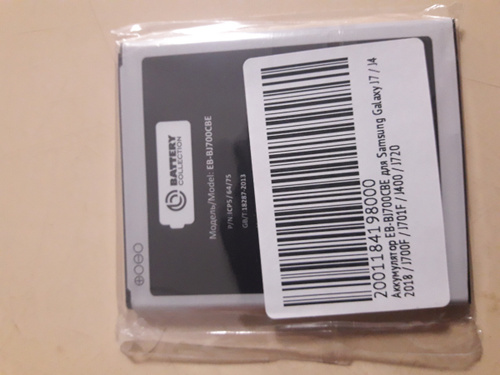 BATTERY
COLLECTION
Модель/Model: EB-BJ700CBE
P/N: ICP5/64/75
GB/T 18287-2013
2001184198000
Аккумулятор EB-BJ700CBE для Samsung Galaxy J7 / J4
2018 / J700F / J701F / J400 / J720